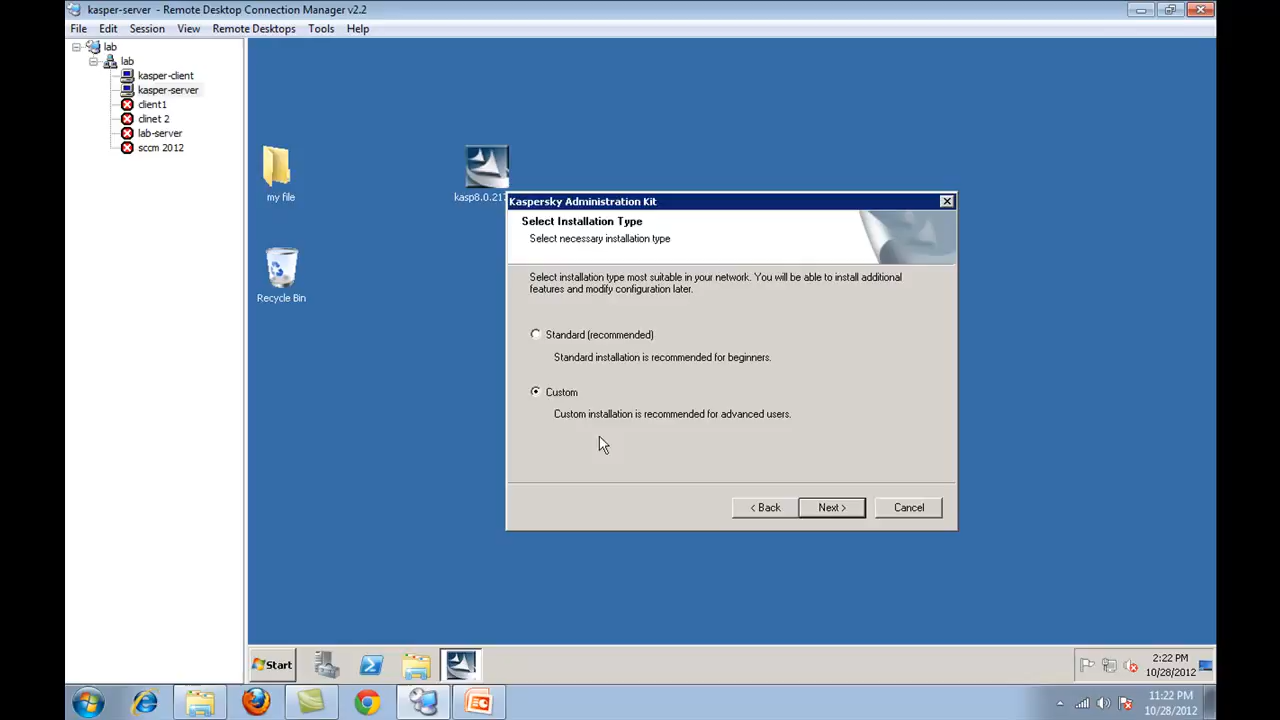 kasper-server - Remote Desktop Connection Manager v2.2
File Edit Session View Remote Desktops Tools Help
lab
lab
kasper-client
kasper-server
client1
clinet 2
lab-server
sccm 2012
my file
Recycle Bin
Kaspersky Administration Kit
Select Installation Type
Select necessary installation type
Select installation type most suitable in your network. You will be able to install additional
features and modify configuration later.
Standard (recommended)
Standard installation is recommended for beginners.
Custom
Custom installation is recommended for advanced users.
< Back
Next >
Cancel
Start
2:22 PM
10/28/2012
11:22 PM
10/28/2012